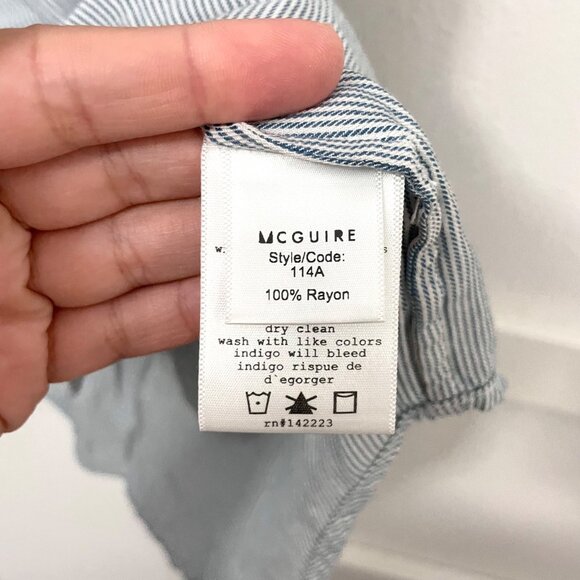 MCGUIRE
Style/Code:
114A
100% Rayon
dry clean
wash with like colors
indigo will bleed
indigo rispue de
d`egorger
rn#142223